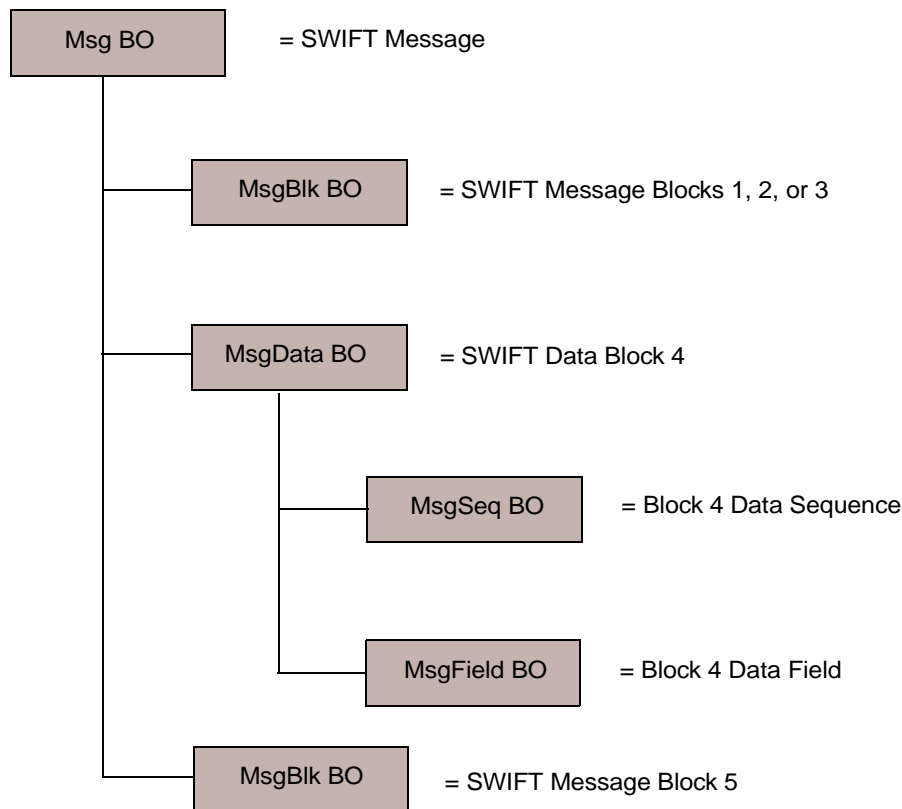 Msg BO = SWIFT Message
MsgBlk BO = SWIFT Message Blocks 1, 2, or 3
MsgData BO = SWIFT Data Block 4
MsgSeq BO = Block 4 Data Sequence
MsgField BO = Block 4 Data Field
MsgBlk BO = SWIFT Message Block 5